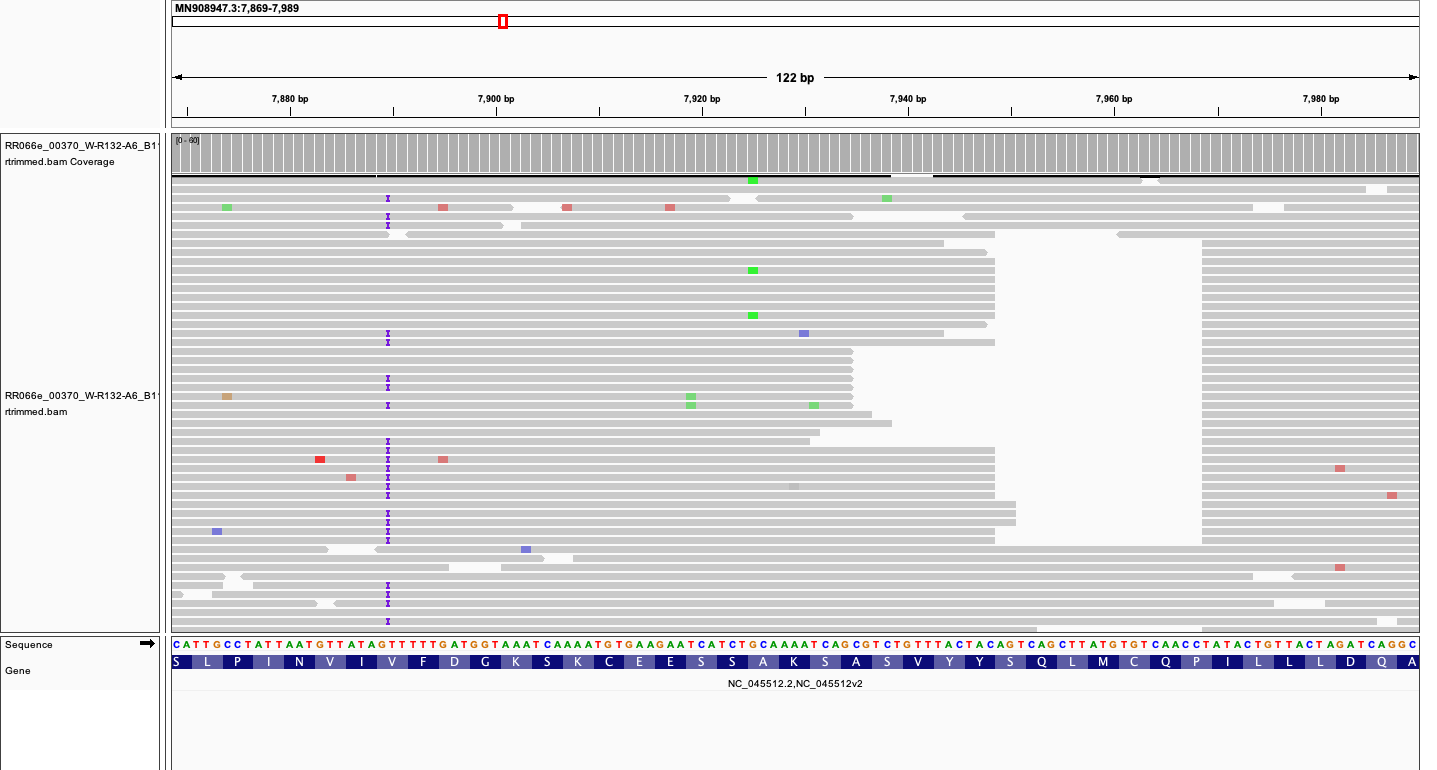 MN908947.3:7,869-7,989
122 bp
7,880 bp 7,900 bp 7,920 bp 7,940 bp 7,960 bp 7,980 bp
RR066e_00370_W-R132-A6_B1
rtrimmed.bam Coverage
[0 - 60]
RR066e_00370_W-R132-A6_B1
rtrimmed.bam
Sequence
CATTGCCTATTAATGTTATAGTTTTTGATGGTAAATCAAAATGTGAAGAATCATCTGCAAAATCAGCGTCTGTTTACTACAGTCAGCTTATGTGTCAACCTATACTGTTACTAGATCAGGC
Gene
S L P I N V I V F D G K S K C E E S S A K S A S V Y Y S Q L M C Q P I L L L D Q A
NC_045512.2,NC_045512v2